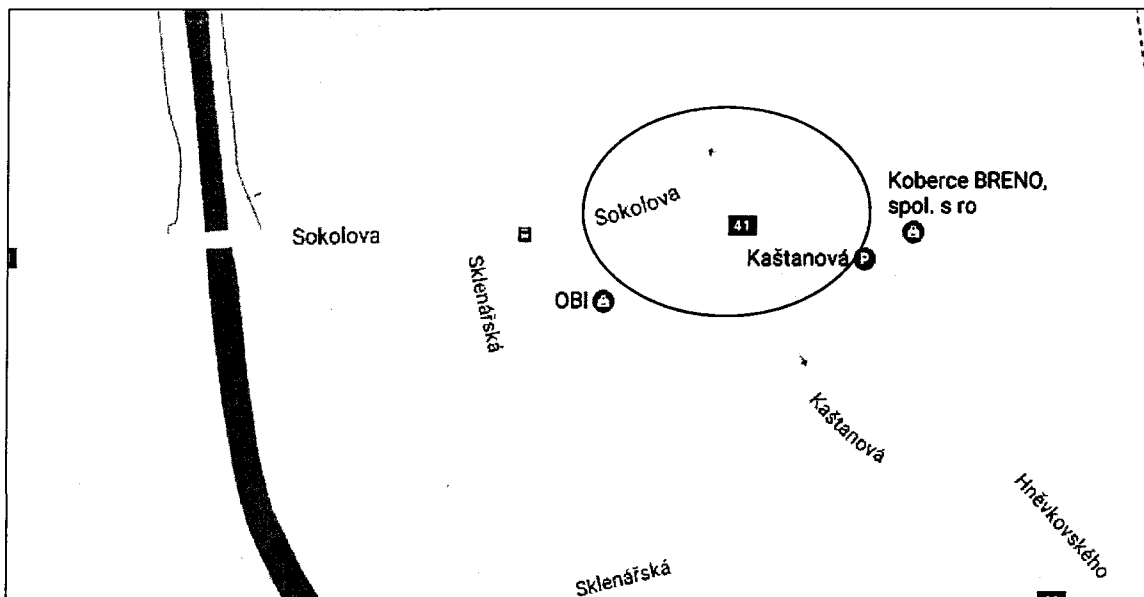 Koberce BRENO,
spol. s ro
Sokolova
41
Sokolova
Kaštanová
P
Sklenářská
OBI
Kaštanová
Hněvkovského
Sklenářská